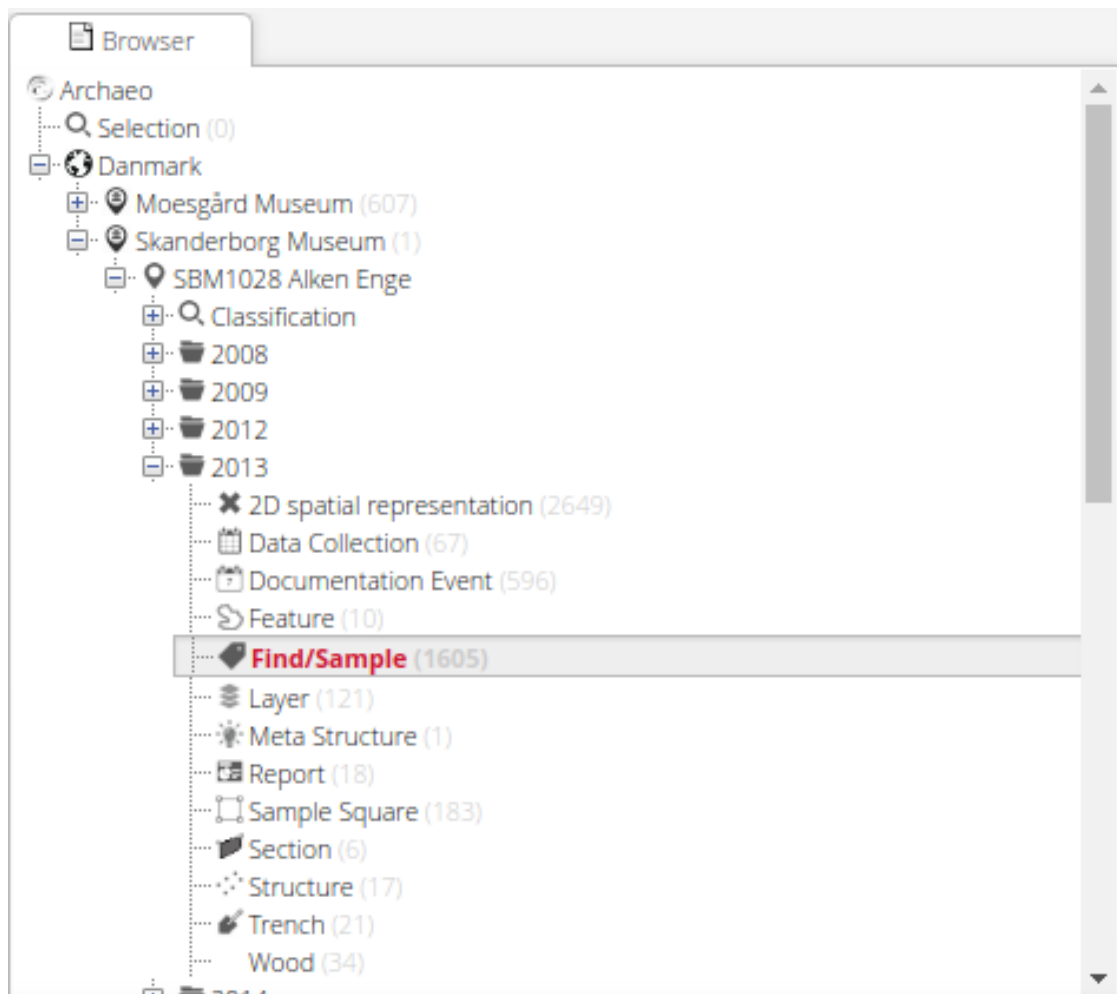 Browser
Archaeo
Selection (0)
Danmark
Moesgård Museum (607)
Skanderborg Museum (1)
SBM1028 Alken Enge
Classification
2008
2009
2012
2013
2D spatial representation (2649)
Data Collection (67)
Documentation Event (596)
Feature (10)
Find/Sample (1605)
Layer (121)
Meta Structure (1)
Report (18)
Sample Square (183)
Section (6)
Structure (17)
Trench (21)
Wood (34)
2014